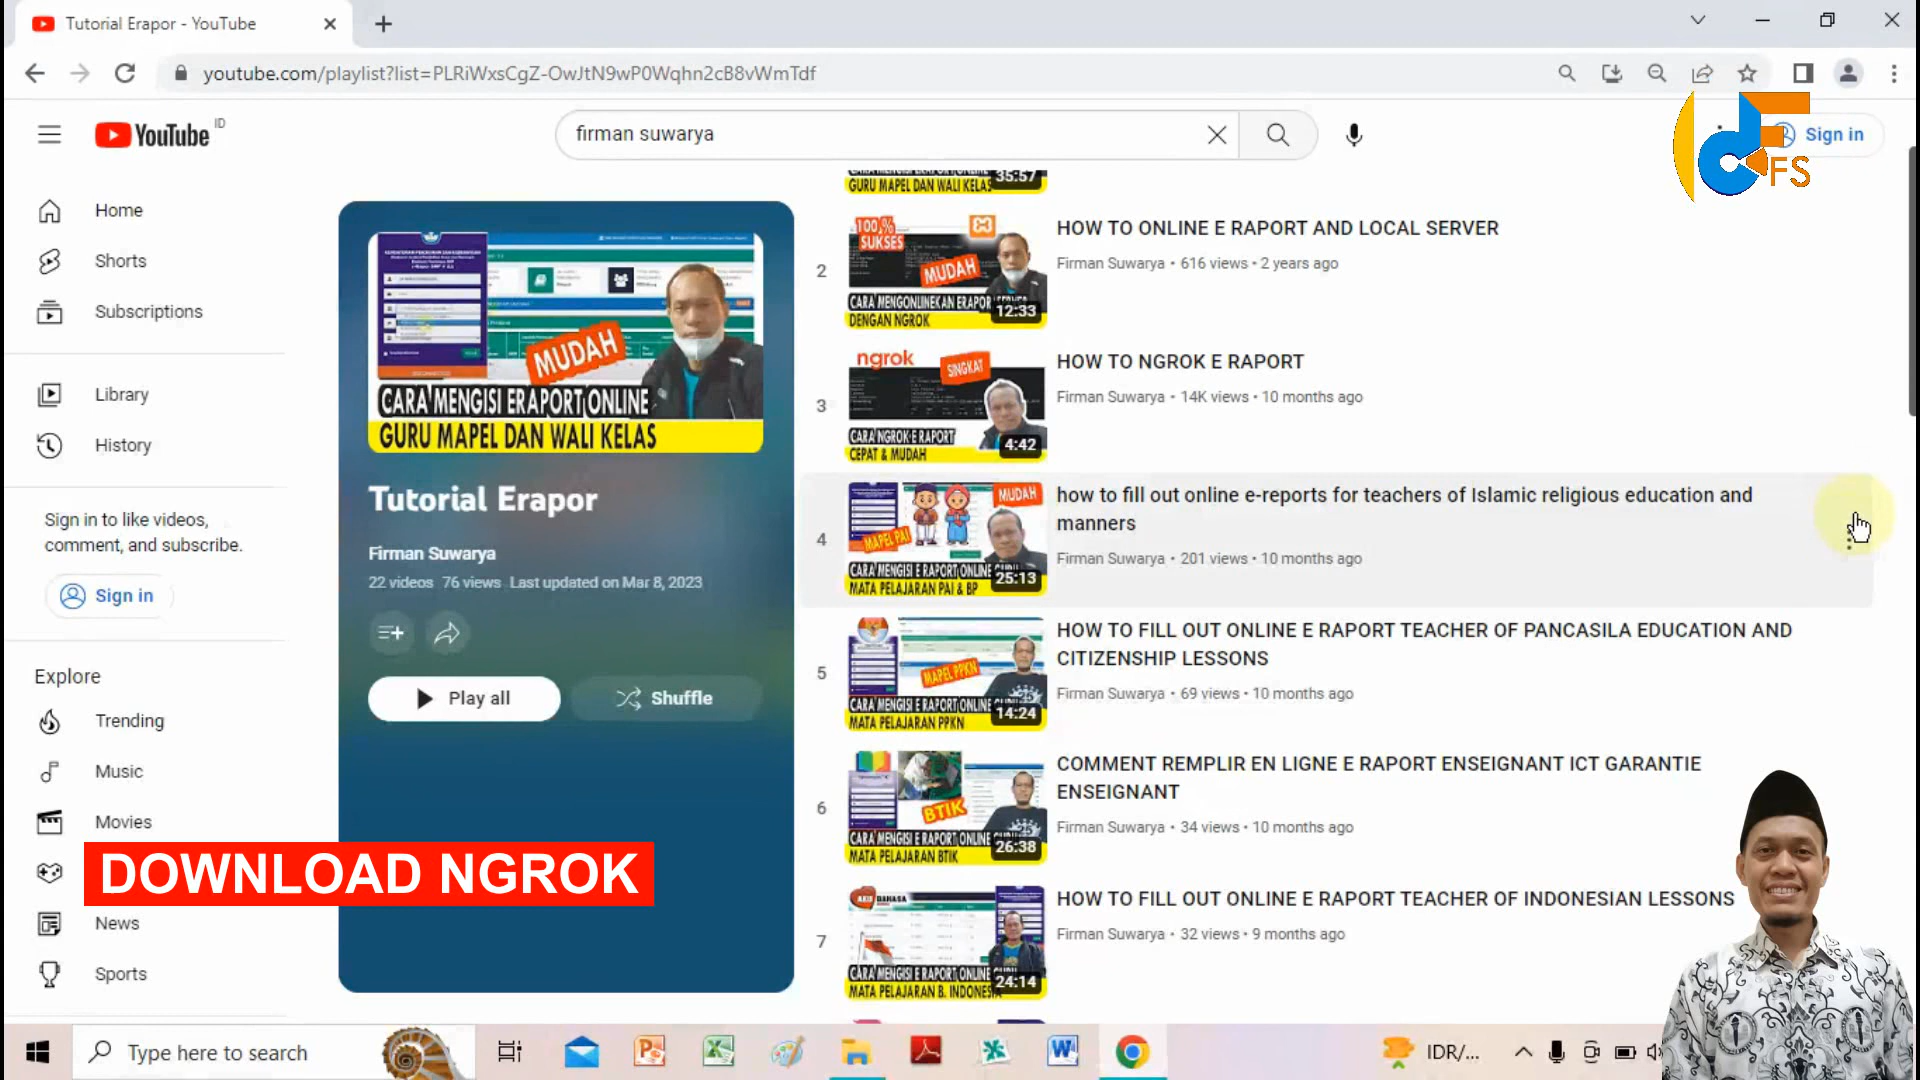 Tutorial Erapor - YouTube
youtube.com/playlist?list=PLRiWxsCgZ-OwJtN9wP0Wqhn2cB8vWmTdf
YouTube ID
firman suwarya
Sign in
FS
Home
Shorts
Subscriptions
Library
History
Sign in to like videos,
comment, and subscribe.
Sign in
Explore
Trending
Music
Movies
DOWNLOAD NGROK
News
Sports
MUDAH
CARA MENGISI ERAPORT ONLINE
GURU MAPEL DAN WALI KELAS
Tutorial Erapor
Firman Suwarya
22 videos 76 views Last updated on Mar 8, 2023
Play all
Shuffle
GURU MAPEL DAN WALI KELAS
35:57
2
100% SUKSES
MUDAH
CARA MENGONLINEKAN ERAPOR
DENGAN NGROK
12:33
HOW TO ONLINE E RAPORT AND LOCAL SERVER
Firman Suwarya • 616 views • 2 years ago
3
ngrok
SINGKAT
CARA NGROK E RAPORT
CEPAT & MUDAH
4:42
HOW TO NGROK E RAPORT
Firman Suwarya • 14K views • 10 months ago
4
MUDAH
MAPEL PAI
CARA MENGISI E RAPORT ONLINE
MATA PELAJARAN PAI & BP
25:13
how to fill out online e-reports for teachers of Islamic religious education and
manners
Firman Suwarya • 201 views • 10 months ago
5
MAPEL PPKN
CARA MENGISI E RAPORT ONLINE GURU
MATA PELAJARAN PPKN
14:24
HOW TO FILL OUT ONLINE E RAPORT TEACHER OF PANCASILA EDUCATION AND
CITIZENSHIP LESSONS
Firman Suwarya • 69 views • 10 months ago
6
BTIK
CARA MENGISI E RAPORT ONLINE GURU
MATA PELAJARAN BTIK
26:38
COMMENT REMPLIR EN LIGNE E RAPORT ENSEIGNANT ICT GARANTIE
ENSEIGNANT
Firman Suwarya • 34 views • 10 months ago
7
BAHASA
CARA MENGISI E RAPORT ONLINE GURU
MATA PELAJARAN B. INDONESIA
24:14
HOW TO FILL OUT ONLINE E RAPORT TEACHER OF INDONESIAN LESSONS
Firman Suwarya • 32 views • 9 months ago
Type here to search
IDR/...